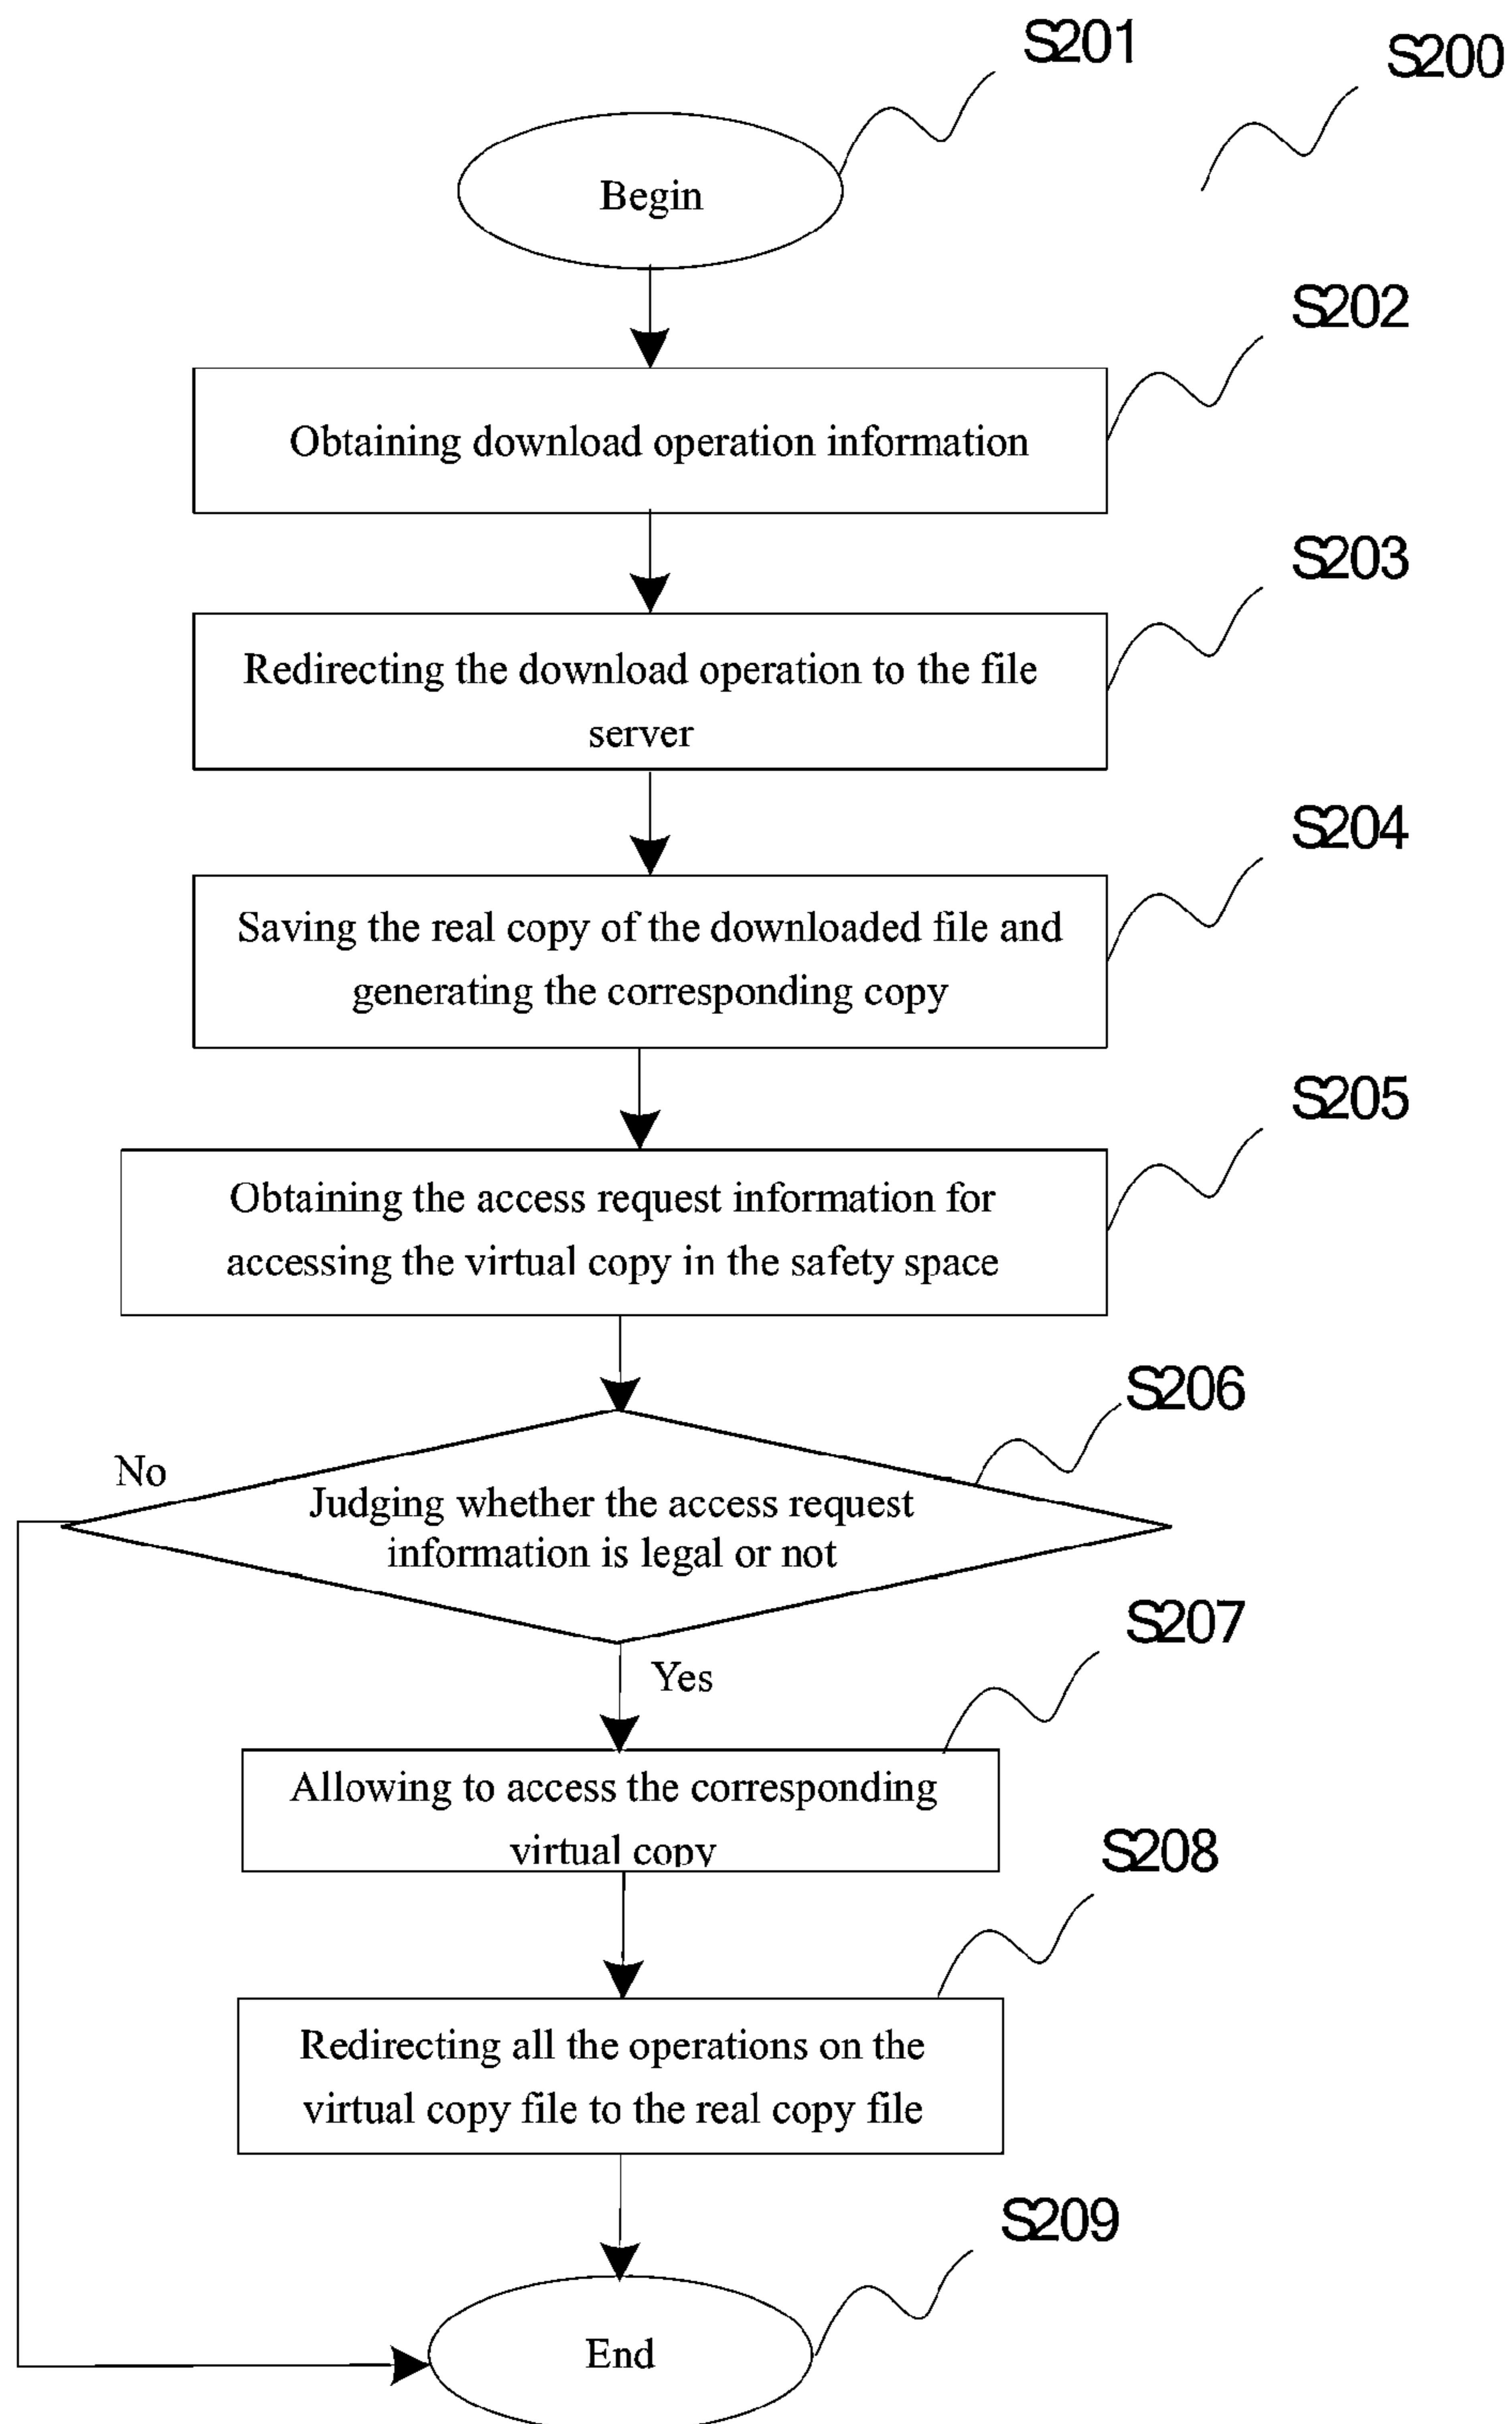 S201
S200
Begin
S202
Obtaining download operation information
S203
Redirecting the download operation to the file
server
S204
Saving the real copy of the downloaded file and
generating the corresponding copy
S205
Obtaining the access request information for
accessing the virtual copy in the safety space
S206
No
Judging whether the access request
information is legal or not
S207
Yes
Allowing to access the corresponding
virtual copy
S208
Redirecting all the operations on the
virtual copy file to the real copy file
S209
End